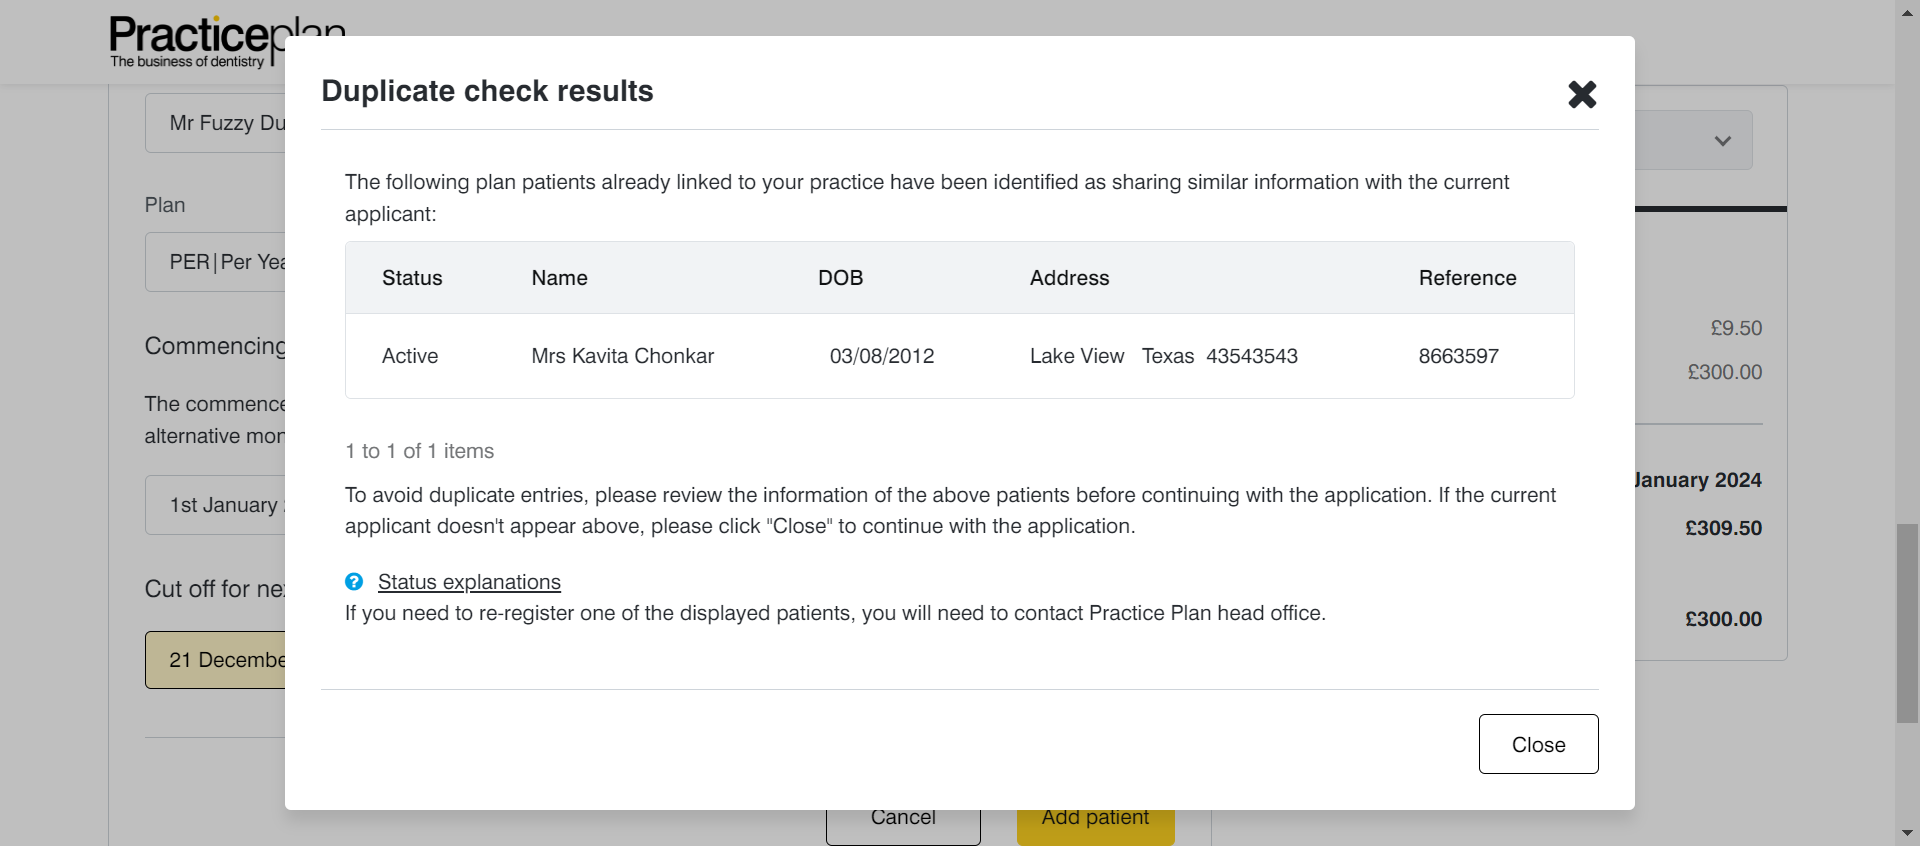 Practiceplan
The business of dentistry
Duplicate check results
The following plan patients already linked to your practice have been identified as sharing similar information with the current
applicant:
Status Name DOB Address Reference
Active Mrs Kavita Chonkar 03/08/2012 Lake View Texas 43543543 8663597
1 to 1 of 1 items
To avoid duplicate entries, please review the information of the above patients before continuing with the application. If the current
applicant doesn't appear above, please click "Close" to continue with the application.
Status explanations
If you need to re-register one of the displayed patients, you will need to contact Practice Plan head office.
Close
Mr Fuzzy
Plan
PER|Per
Commencing
The
alternative
1st January
Cut off for
21
£9.50
£300.00
January 2024
£309.50
£300.00
Cancel
Add patient